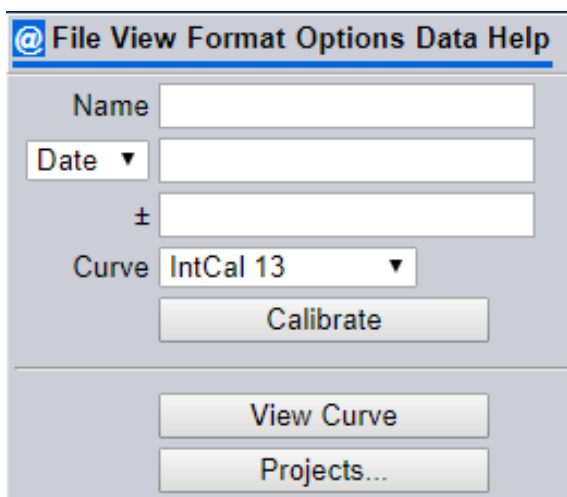 @ File View Format Options Data Help
Name
Date ▼
±
Curve IntCal 13 ▼
Calibrate
View Curve
Projects...